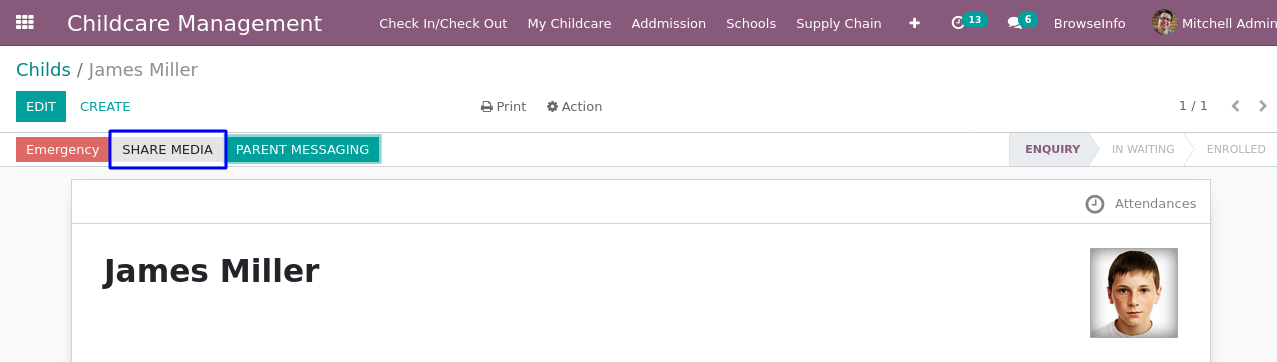 Childcare Management Check In/Check Out My Childcare Addmission Schools Supply Chain 13 6 BrowseInfo Mitchell Admin
Childs / James Miller
EDIT CREATE Print Action 1 / 1
Emergency SHARE MEDIA PARENT MESSAGING ENQUIRY IN WAITING ENROLLED
Attendances
James Miller